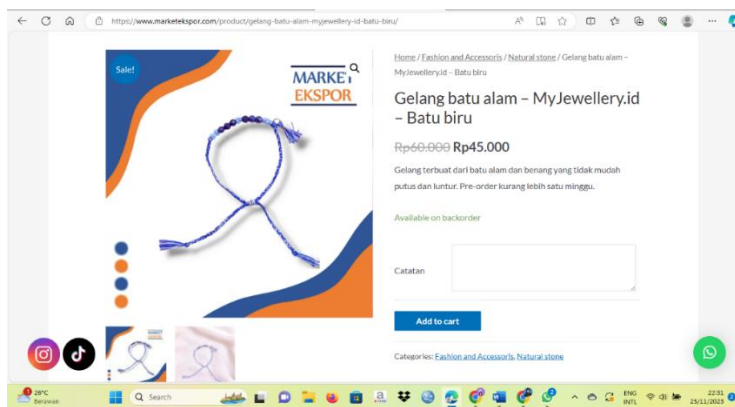 https://www.marketekspor.com/product/gelang-batu-alam-myjewellery-id-batu-biru/
Sale!
MARKET
EKSPOR
Home / Fashion and Accessoris / Natural stone / Gelang batu alam –
MyJewellery.id – Batu biru
Gelang batu alam – MyJewellery.id
– Batu biru
Rp60.000 Rp45.000
Gelang terbuat dari batu alam dan benang yang tidak mudah
putus dan luntur. Pre-order kurang lebih satu minggu.
Available on backorder
Catatan
Add to cart
Categories: Fashion and Accessoris, Natural stone
28°C
Berawan
Search
ENG
INTL
22:31
25/11/2023